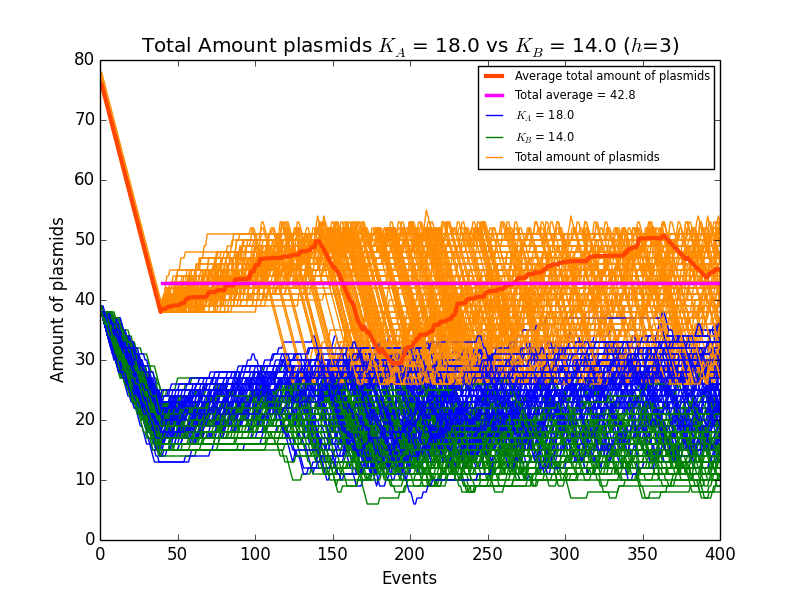 Total Amount plasmids K_A = 18.0 vs K_B = 14.0 (h=3)
Average total amount of plasmids
Total average = 42.8
K_A = 18.0
K_B = 14.0
Total amount of plasmids
80
70
60
50
40
30
20
10
0
Amount of plasmids
0 50 100 150 200 250 300 350 400
Events